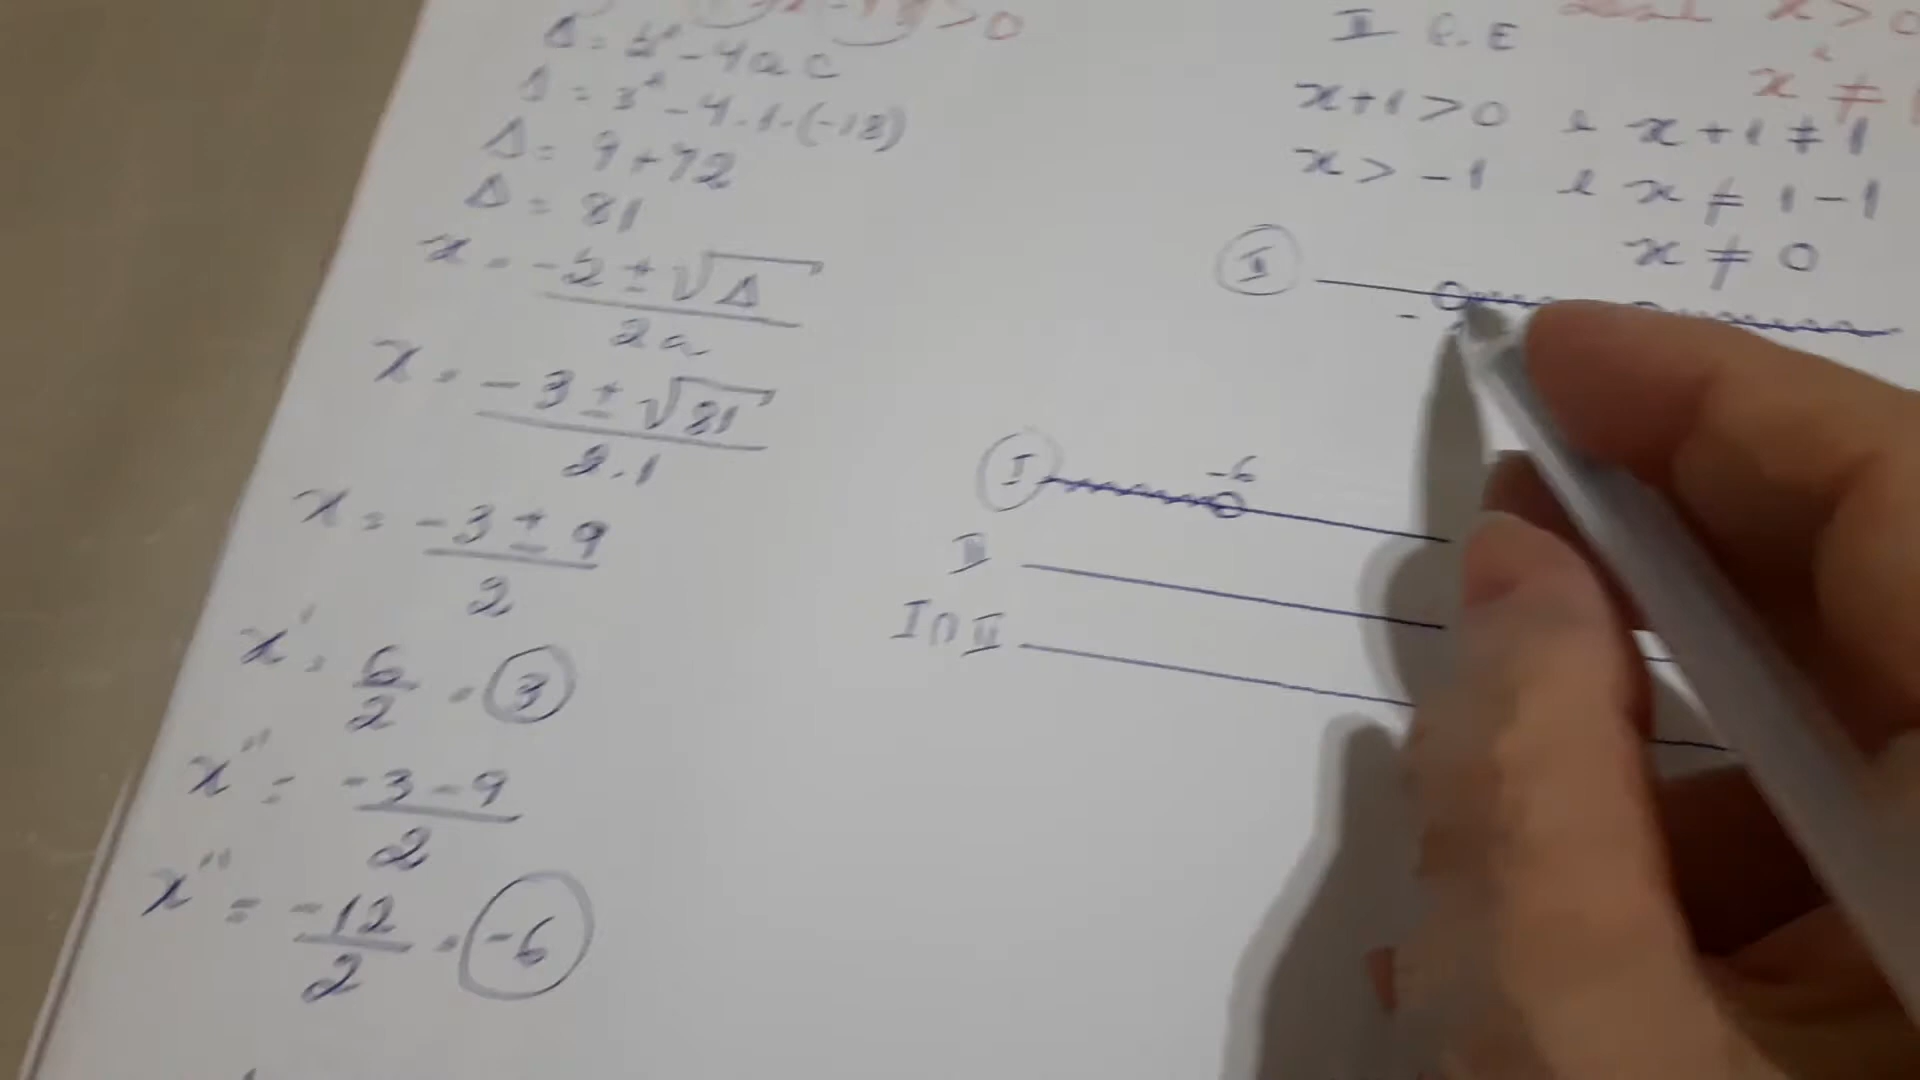 > 0
Δ = b² - 4ac
Δ = 3² - 4.1.(-18)
Δ = 9 + 72
Δ = 81
x = -b ± √Δ / 2a
x = -3 ± √81 / 2.1
x = -3 ± 9 / 2
x' = 6/2 = 3
x'' = -3 - 9 / 2
x'' = -12/2 = -6
II C.E x > 0
x ≠
x + 1 > 0 e x + 1 ≠ 1
x > -1 e x ≠ 1 - 1
x ≠ 0
II
-
I -6
II
I ∩ II